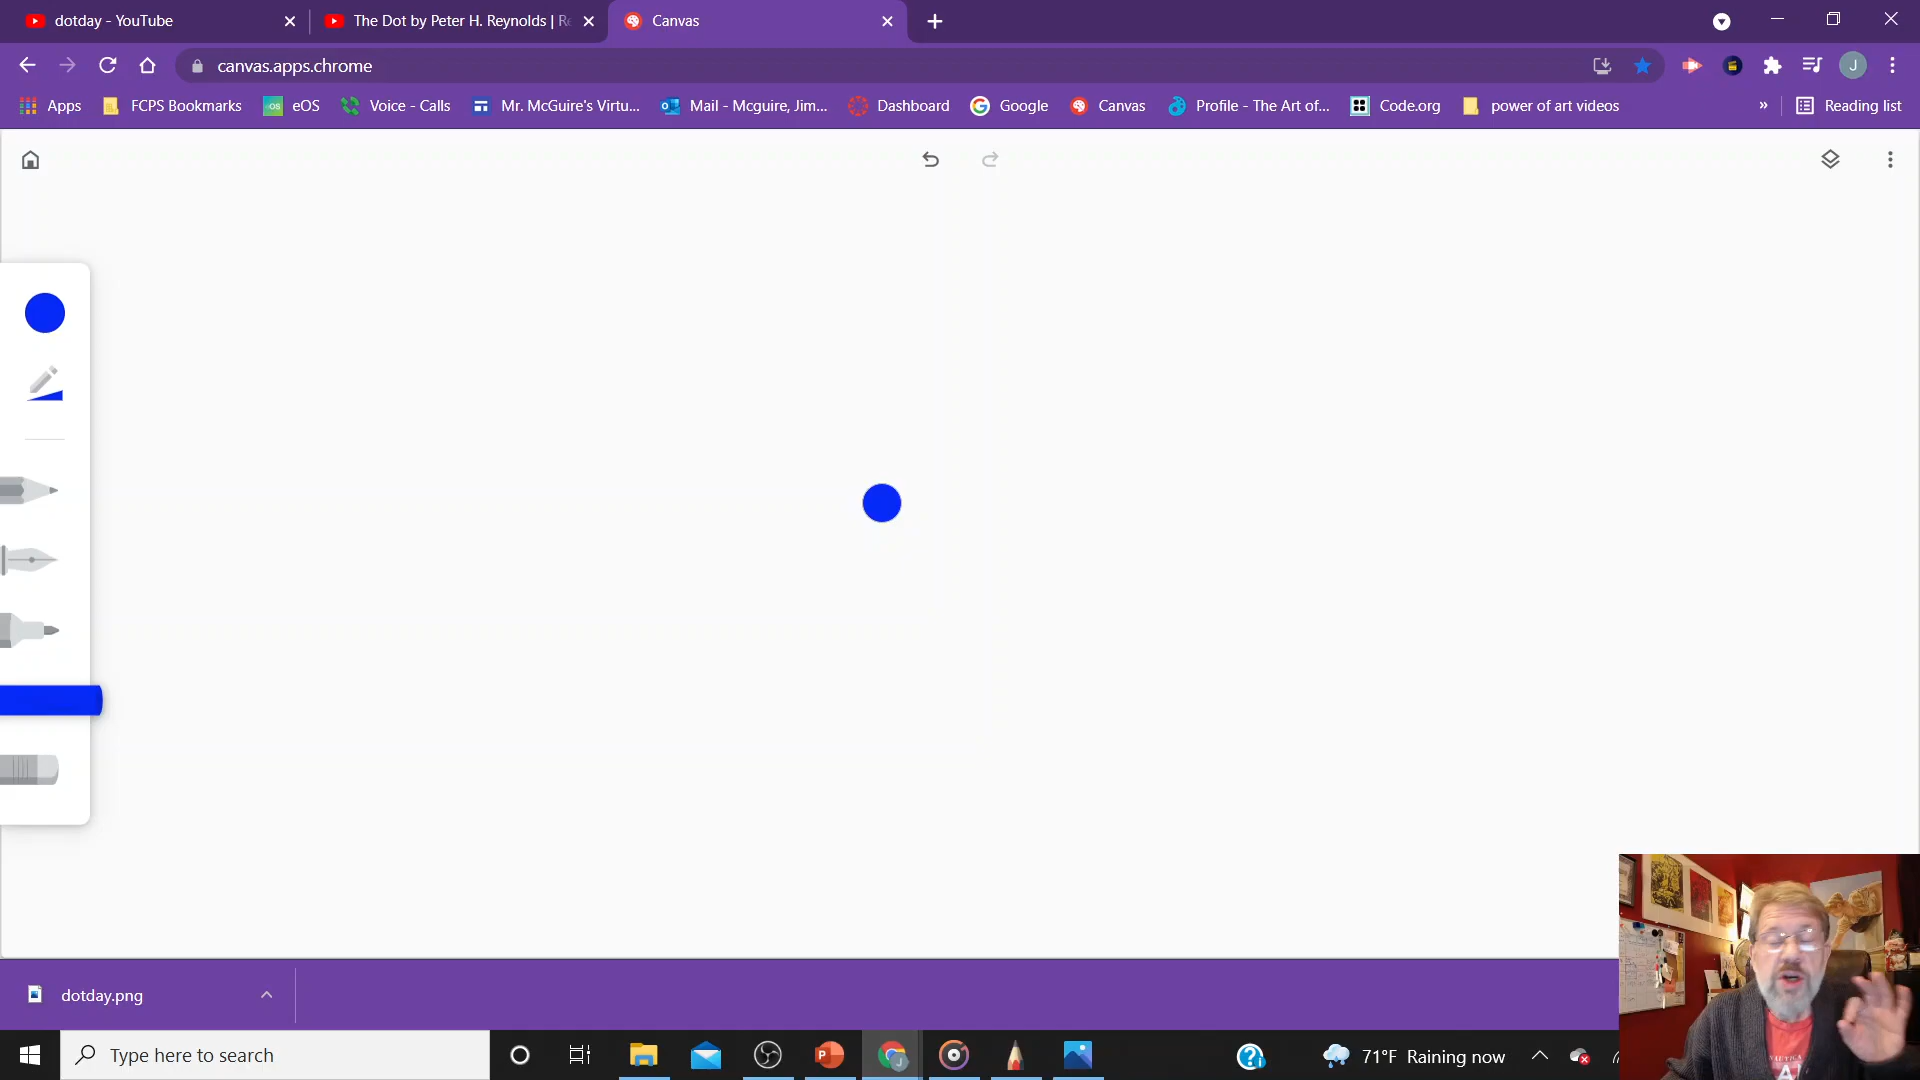 dotday - YouTube
The Dot by Peter H. Reynolds |
Canvas
canvas.apps.chrome
J
Apps
FCPS Bookmarks
eOS
Voice - Calls
Mr. McGuire's Virtu...
Mail - Mcguire, Jim...
Dashboard
Google
Canvas
Profile - The Art of...
Code.org
power of art videos
»
Reading list
dotday.png
Type here to search
71°F Raining now